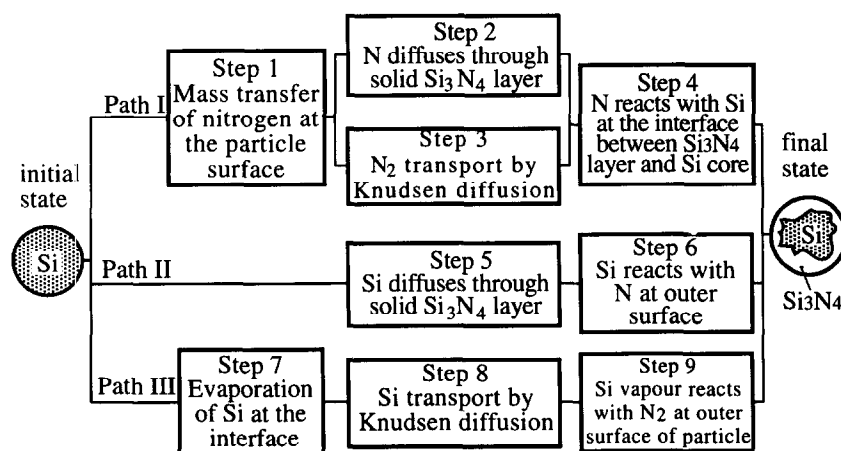 initial
state
Si
Path I
Step 1
Mass transfer
of nitrogen at
the particle
surface
Step 2
N diffuses through
solid Si3N4 layer
Step 3
N2 transport by
Knudsen diffusion
Step 4
N reacts with Si
at the interface
between Si3N4
layer and Si core
Path II
Step 5
Si diffuses through
solid Si3N4 layer
Step 6
Si reacts with
N at outer
surface
Path III
Step 7
Evaporation
of Si at the
interface
Step 8
Si transport by
Knudsen diffusion
Step 9
Si vapour reacts
with N2 at outer
surface of particle
final
state
Si
Si3N4